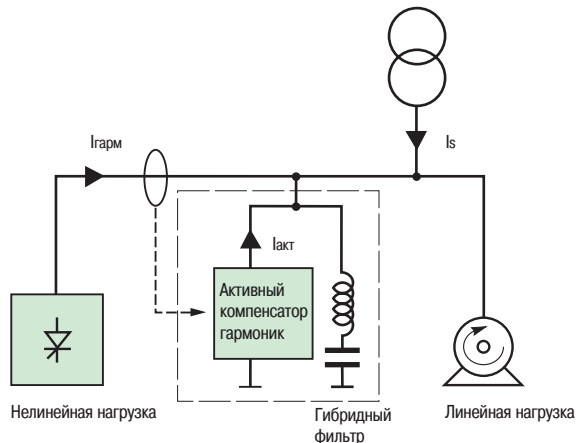 Iгарм
Is
Iакт
Активный
компенсатор
гармоник
Нелинейная нагрузка
Гибридный
фильтр
Линейная нагрузка